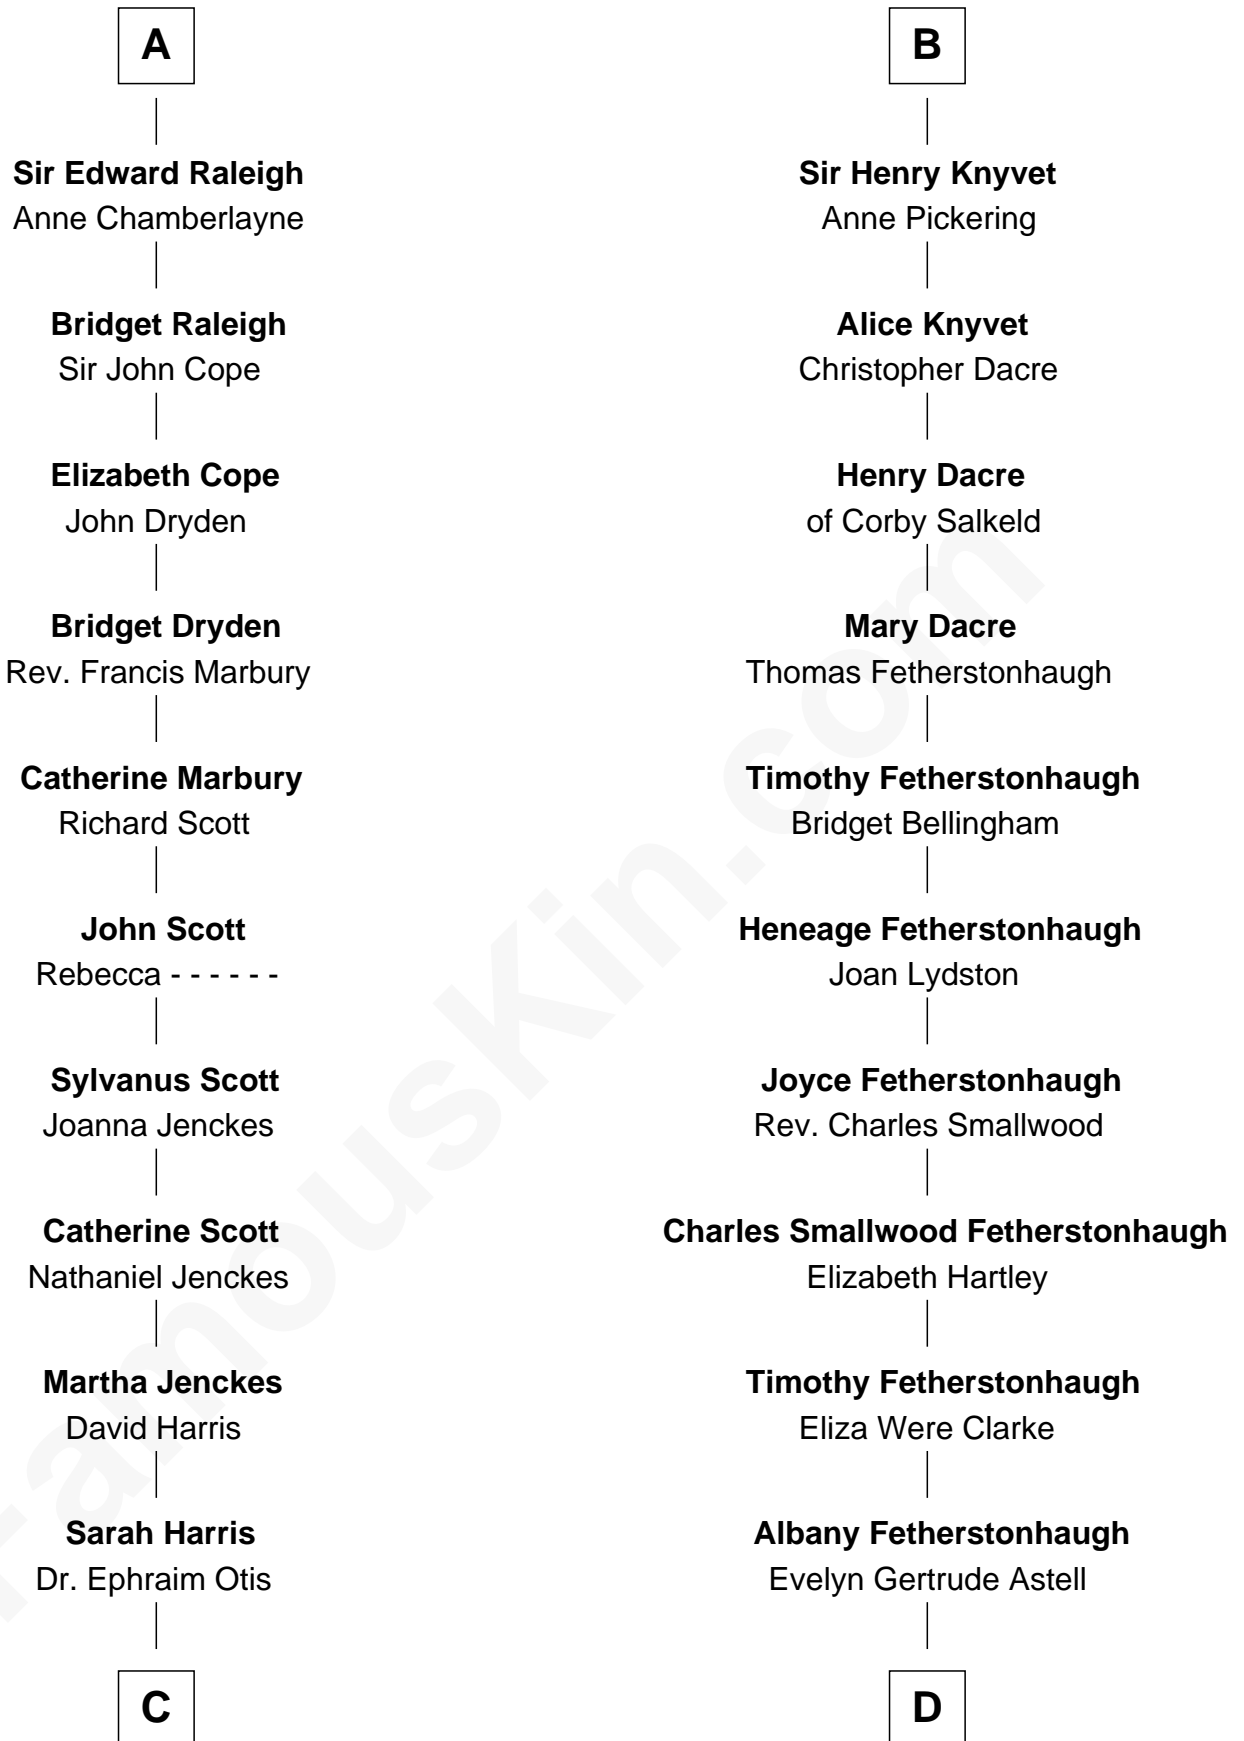 A
Sir Edward Raleigh
Anne Chamberlayne
Bridget Raleigh
Sir John Cope
Elizabeth Cope
John Dryden
Bridget Dryden
Rev. Francis Marbury
Catherine Marbury
Richard Scott
John Scott
Rebecca - - - - - -
Sylvanus Scott
Joanna Jenckes
Catherine Scott
Nathaniel Jenckes
Martha Jenckes
David Harris
Sarah Harris
Dr. Ephraim Otis
C
B
Sir Henry Knyvet
Anne Pickering
Alice Knyvet
Christopher Dacre
Henry Dacre
of Corby Salkeld
Mary Dacre
Thomas Fetherstonhaugh
Timothy Fetherstonhaugh
Bridget Bellingham
Heneage Fetherstonhaugh
Joan Lydston
Joyce Fetherstonhaugh
Rev. Charles Smallwood
Charles Smallwood Fetherstonhaugh
Elizabeth Hartley
Timothy Fetherstonhaugh
Eliza Were Clarke
Albany Fetherstonhaugh
Evelyn Gertrude Astell
D
FamousKin.com